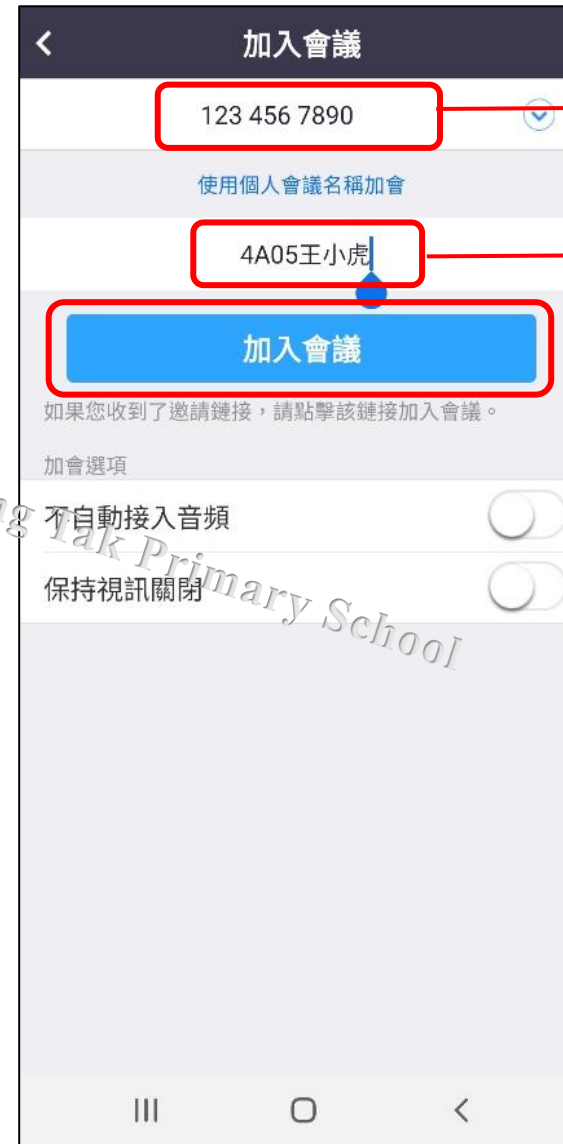 加入會議
123 456 7890
使用個人會議名稱加會
4A05王小虎
加入會議
如果您收到了邀請鏈接，請點擊該鏈接加入會議。
加會選項
不自動接入音頻
保持視訊關閉
Tak Primary School